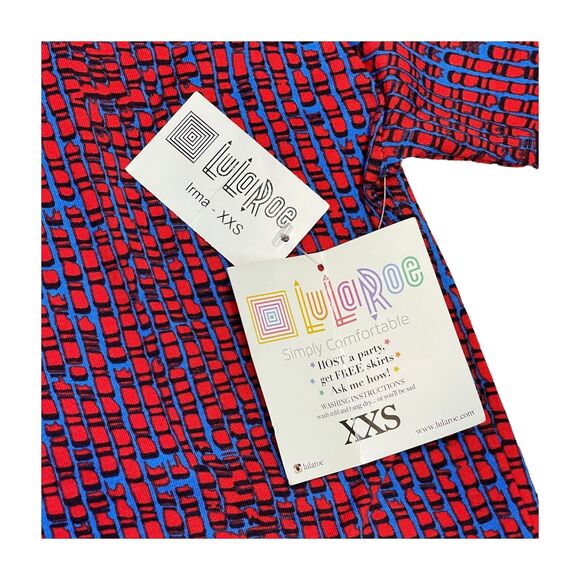 LuLaRoe
Irma - XXS
LuLaRoe
Simply Comfortable
HOST a party,
get FREE skirts
Ask me how!
WASHING INSTRUCTIONS
wash cold and hang dry... or you'll be sad
XXS
www.lularoe.com
lularoe